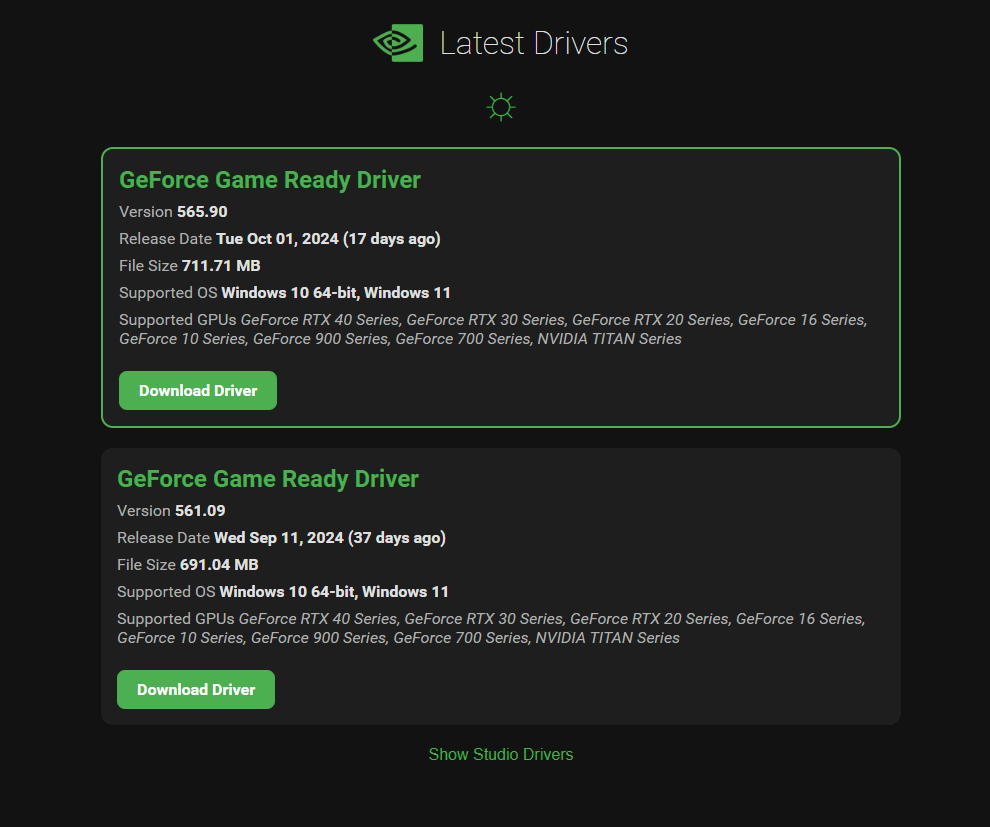 Latest Drivers
GeForce Game Ready Driver
Version 565.90
Release Date Tue Oct 01, 2024 (17 days ago)
File Size 711.71 MB
Supported OS Windows 10 64-bit, Windows 11
Supported GPUs GeForce RTX 40 Series, GeForce RTX 30 Series, GeForce RTX 20 Series, GeForce 16 Series,
GeForce 10 Series, GeForce 900 Series, GeForce 700 Series, NVIDIA TITAN Series
Download Driver
GeForce Game Ready Driver
Version 561.09
Release Date Wed Sep 11, 2024 (37 days ago)
File Size 691.04 MB
Supported OS Windows 10 64-bit, Windows 11
Supported GPUs GeForce RTX 40 Series, GeForce RTX 30 Series, GeForce RTX 20 Series, GeForce 16 Series,
GeForce 10 Series, GeForce 900 Series, GeForce 700 Series, NVIDIA TITAN Series
Download Driver
Show Studio Drivers